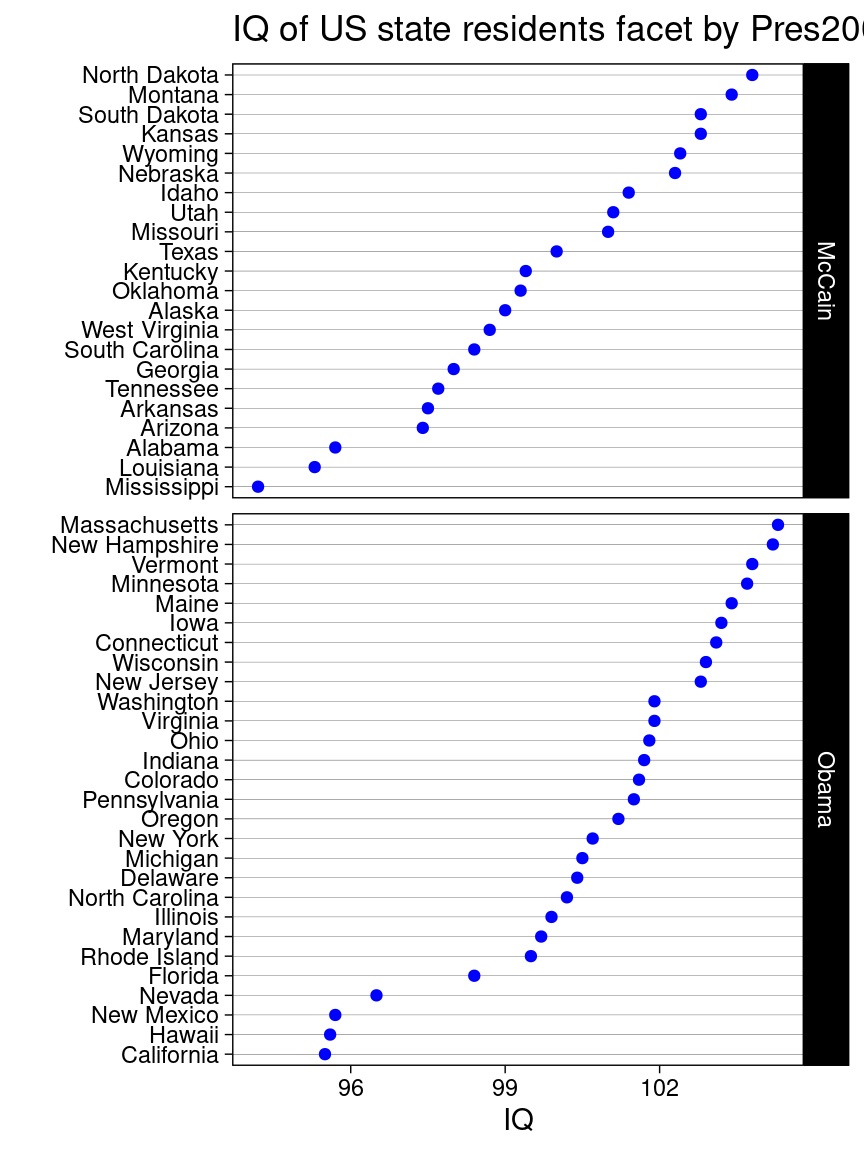 IQ of US state residents facet by Pres200
North Dakota
Montana
South Dakota
Kansas
Wyoming
Nebraska
Idaho
Utah
Missouri
Texas
Kentucky
Oklahoma
Alaska
West Virginia
South Carolina
Georgia
Tennessee
Arkansas
Arizona
Alabama
Louisiana
Mississippi
McCain
Massachusetts
New Hampshire
Vermont
Minnesota
Maine
Iowa
Connecticut
Wisconsin
New Jersey
Washington
Virginia
Ohio
Indiana
Colorado
Pennsylvania
Oregon
New York
Michigan
Delaware
North Carolina
Illinois
Maryland
Rhode Island
Florida
Nevada
New Mexico
Hawaii
California
Obama
96 99 102
IQ